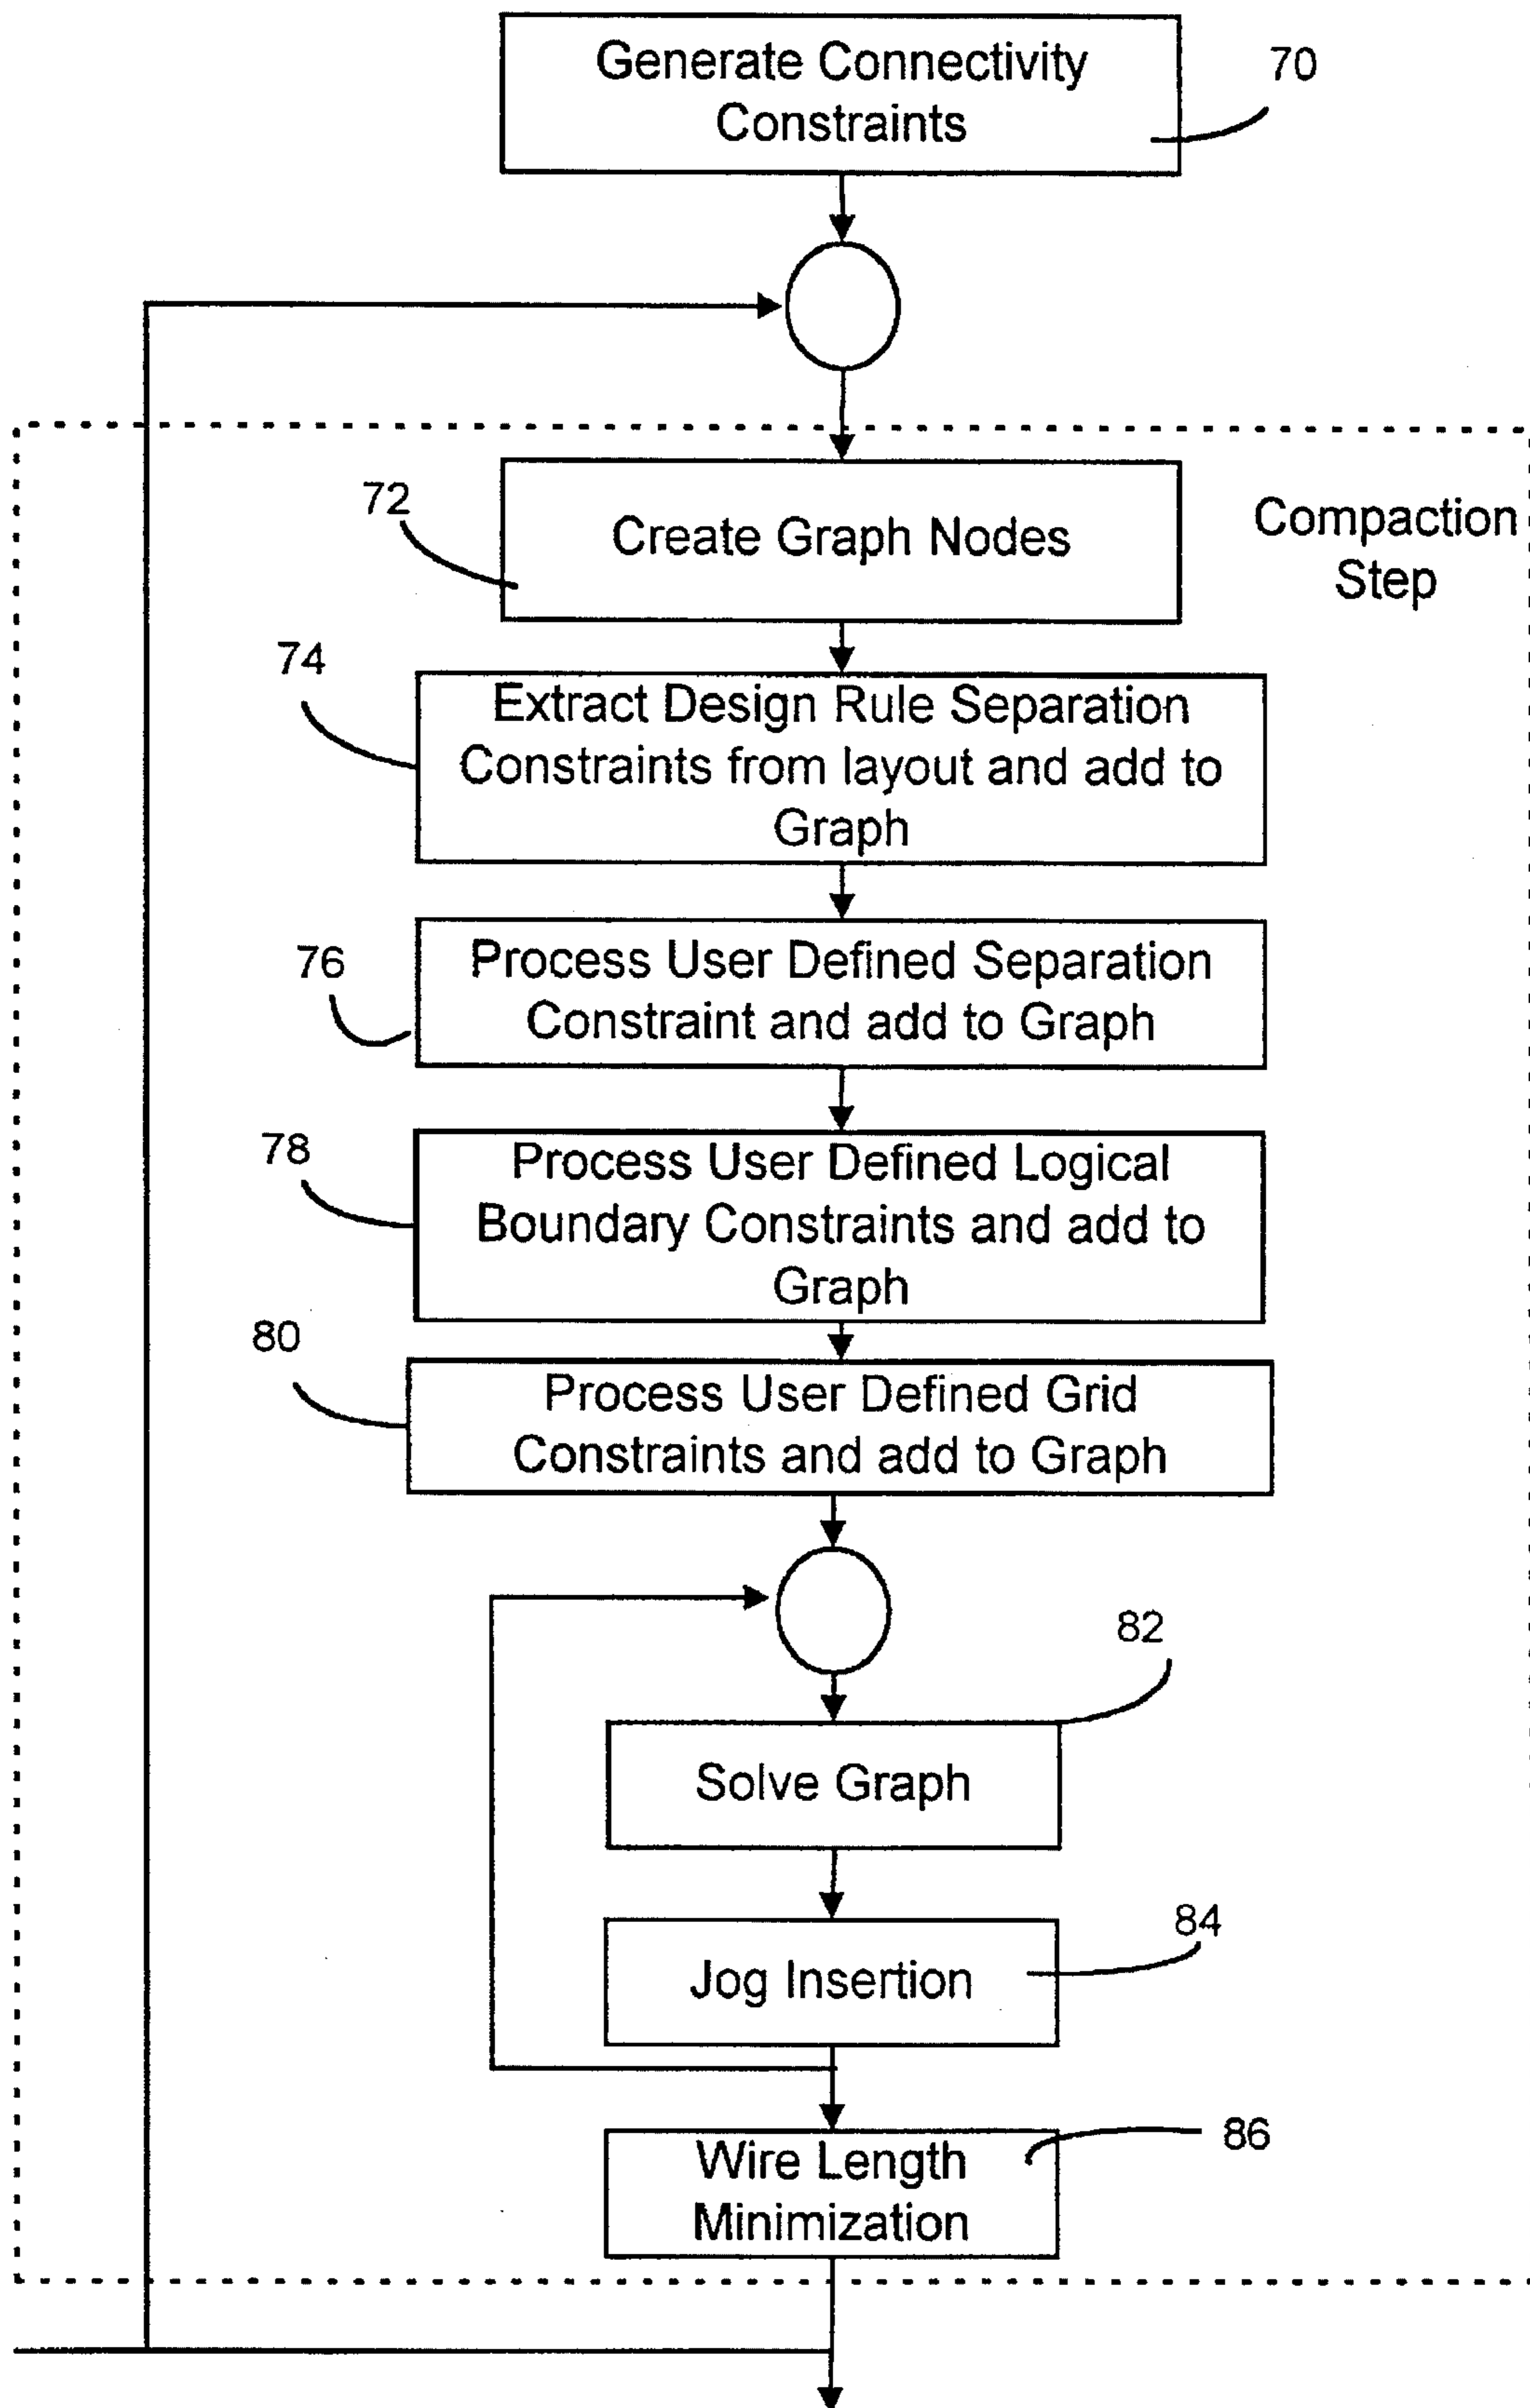 Generate Connectivity
Constraints
70
72
Create Graph Nodes
Compaction
Step
74
Extract Design Rule Separation
Constraints from layout and add to
Graph
76
Process User Defined Separation
Constraint and add to Graph
78
Process User Defined Logical
Boundary Constraints and add to
Graph
80
Process User Defined Grid
Constraints and add to Graph
82
Solve Graph
84
Jog Insertion
86
Wire Length
Minimization